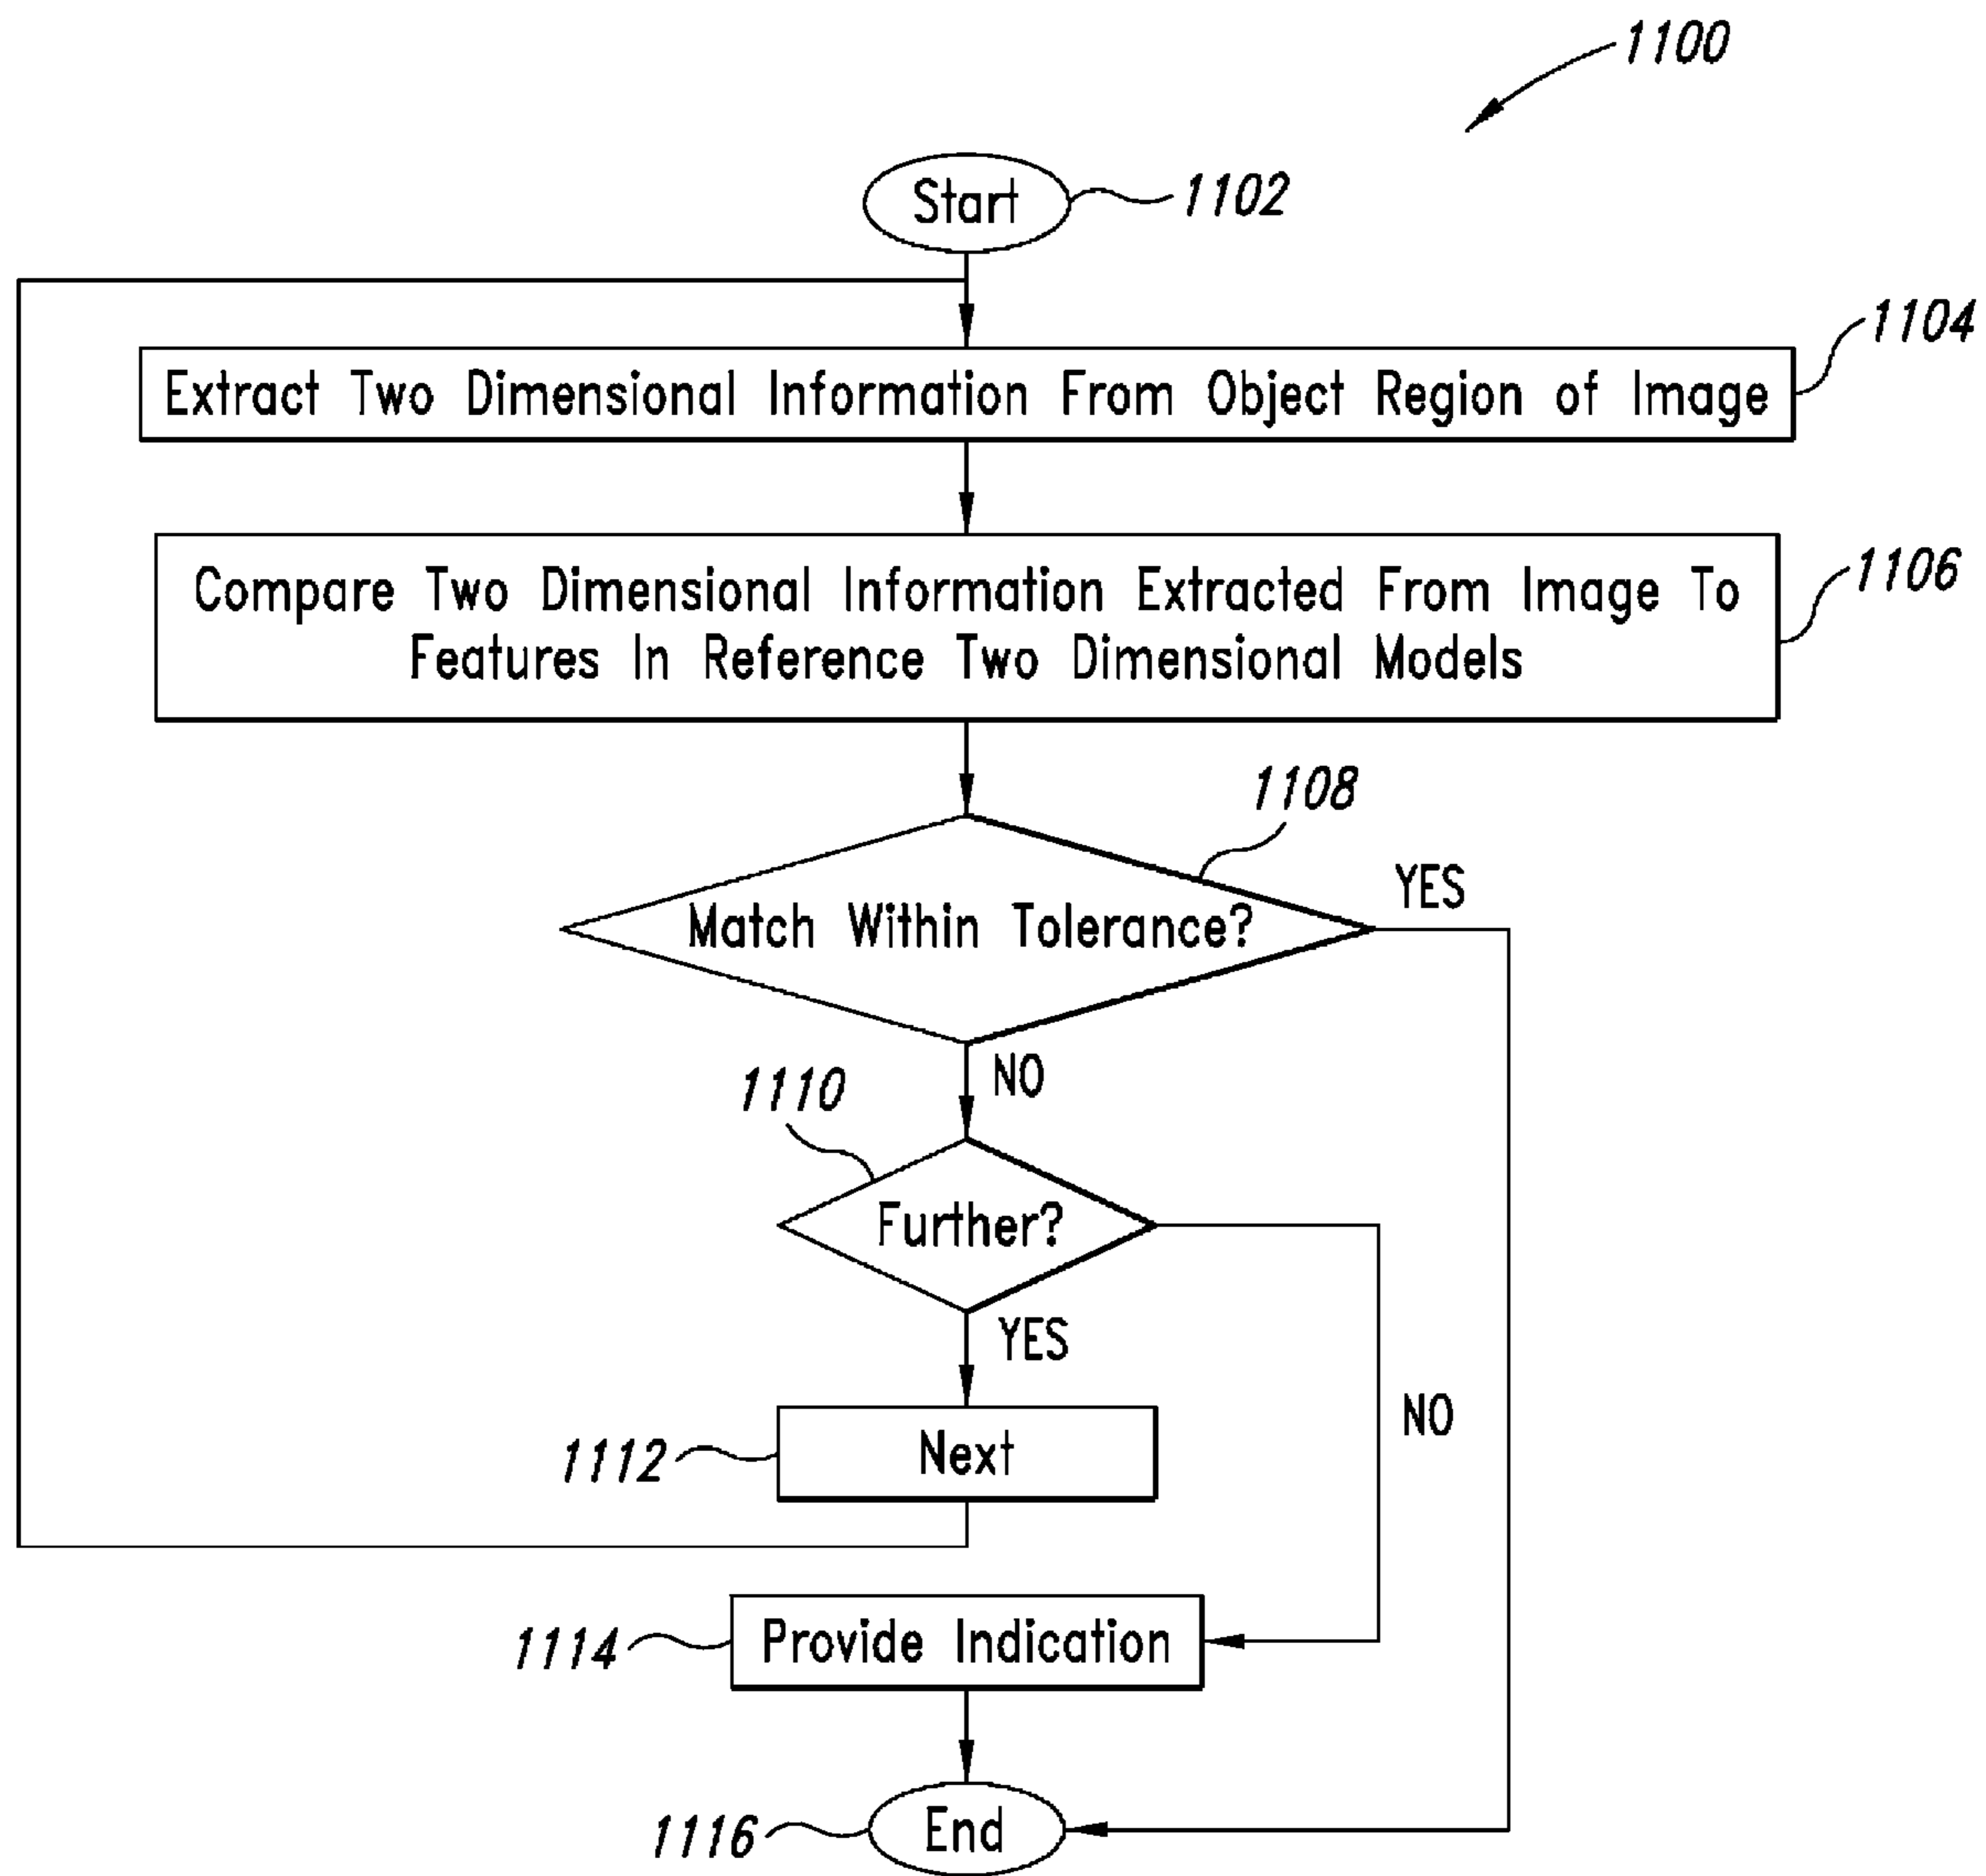 1100
Start
1102
1104
Extract Two Dimensional Information From Object Region of Image
1106
Compare Two Dimensional Information Extracted From Image To
Features In Reference Two Dimensional Models
1108
YES
Match Within Tolerance?
NO
1110
Further?
YES
NO
1112
Next
1114
Provide Indication
1116
End